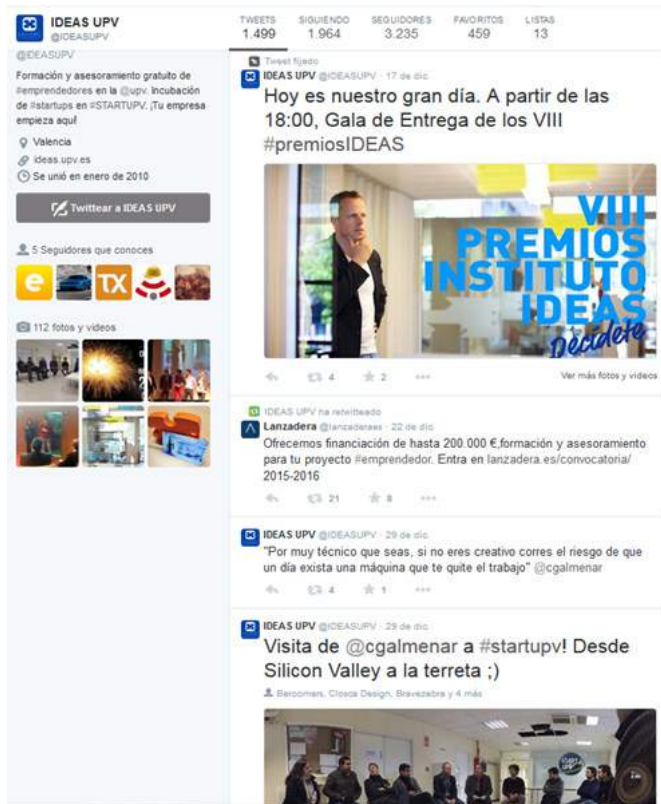 IDEAS UPV
@IDEASUPV
TWEETS
1.499
SIGUIENDO
1.964
SEGUIDORES
3.235
FAVORITOS
459
LISTAS
13
@IDEASUPV
Formación y asesoramiento gratuito de
#emprendedores en la @upv. Incubación
de #startups en #STARTUPV. ¡Tu empresa
empieza aquí!
Valencia
ideas.upv.es
Se unió en enero de 2010
Twittear a IDEAS UPV
5 Seguidores que conoces
e
TX
112 fotos y videos
Tweet fijado
IDEAS UPV @IDEASUPV · 17 de dic.
Hoy es nuestro gran día. A partir de las
18:00, Gala de Entrega de los VIII
#premiosIDEAS
VIII
PREMIOS
INSTITUTO
IDEAS
Decídete
4
2
Ver más fotos y videos
IDEAS UPV ha retwitteado
Lanzadera @lanzaderaes · 22 de dic.
Ofrecemos financiación de hasta 200.000 €,formación y asesoramiento
para tu proyecto #emprendedor. Entra en lanzadera.es/convocatoria/
2015-2016
21
8
IDEAS UPV @IDEASUPV · 29 de dic.
"Por muy técnico que seas, si no eres creativo corres el riesgo de que
un día exista una máquina que te quite el trabajo" @cgalmenar
4
1
IDEAS UPV @IDEASUPV · 29 de dic.
Visita de @cgalmenar a #startupv! Desde
Silicon Valley a la terreta ;)
Beroomers, Closca Design, Bravezebra y 4 más
START
UPV